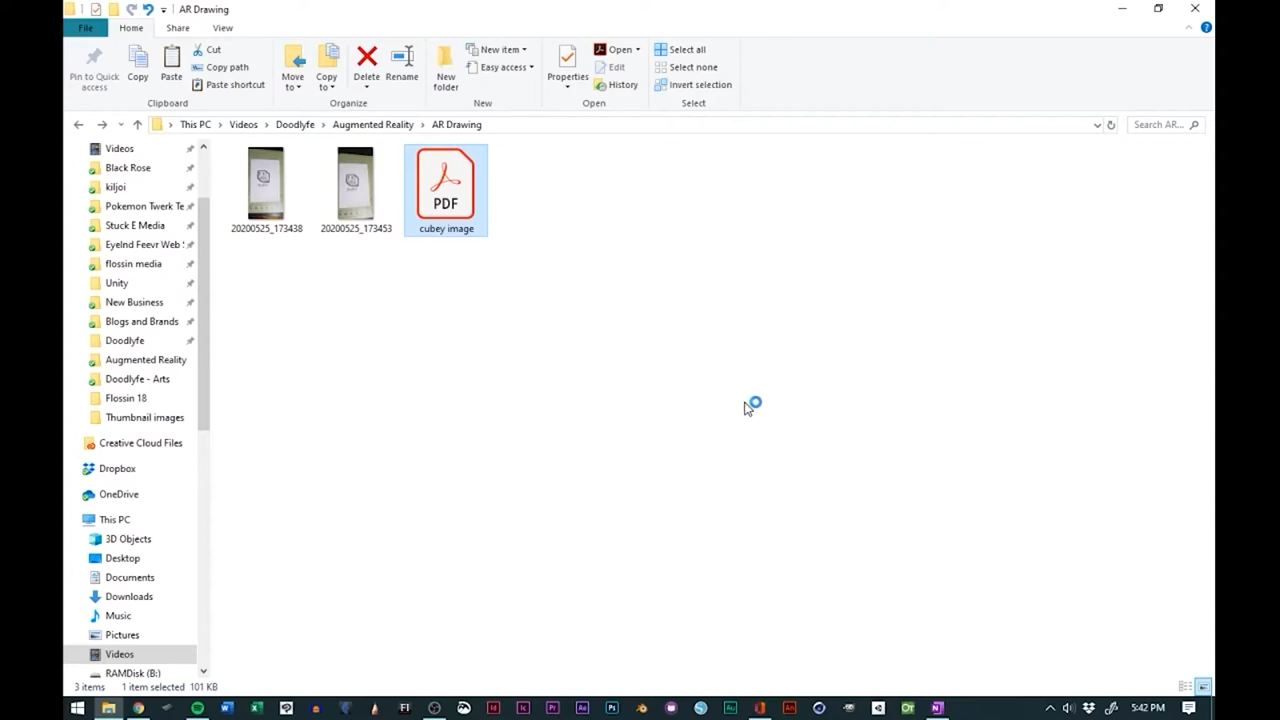 AR Drawing
File
Home
Share
View
Pin to Quick access
Copy
Paste
Cut
Copy path
Paste shortcut
Clipboard
Move to
Copy to
Delete
Rename
Organize
New folder
New item
Easy access
New
Properties
Open
Edit
History
Open
Select all
Select none
Invert selection
Select
This PC > Videos > Doodlyfe > Augmented Reality > AR Drawing
Search AR...
Videos
Black Rose
kiljoi
Pokemon Twerk Te
Stuck E Media
EyeInd Feevr Web
flossin media
Unity
New Business
Blogs and Brands
Doodlyfe
Augmented Reality
Doodlyfe - Arts
Flossin 18
Thumbnail images
Creative Cloud Files
Dropbox
OneDrive
This PC
3D Objects
Desktop
Documents
Downloads
Music
Pictures
Videos
RAMDisk (B:)
20200525_173438
20200525_173453
PDF
cubey image
3 items
1 item selected 101 KB
5:42 PM